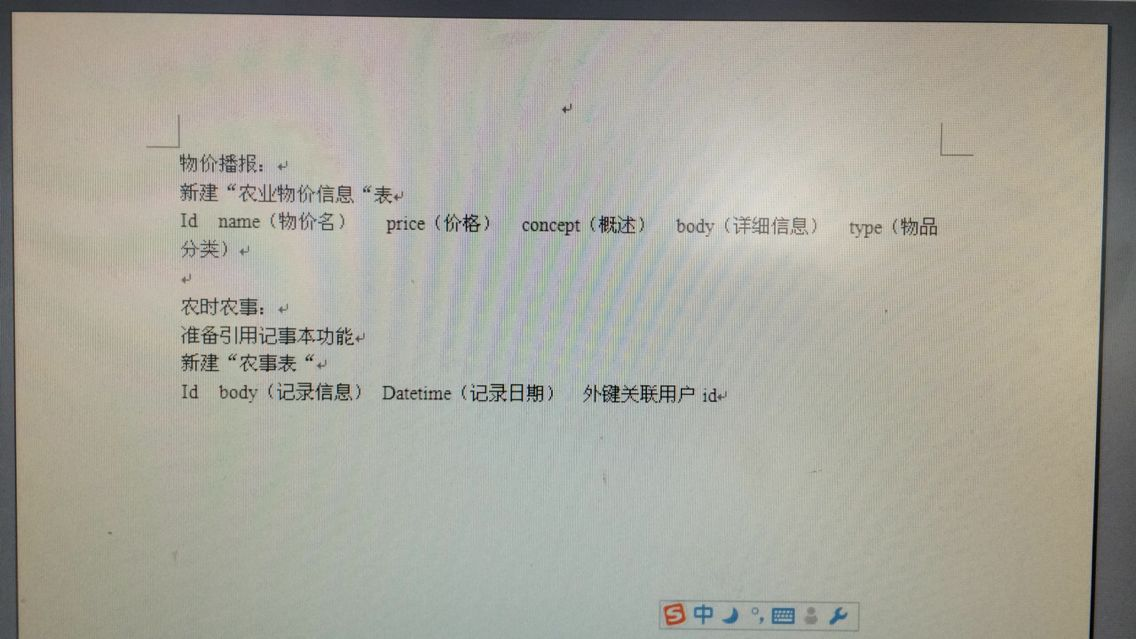 物价播报：
新建“农业物价信息“表
Id name（物价名） price（价格） concept（概述） body（详细信息） type（物品
分类）
农时农事：
准备引用记事本功能
新建“农事表“
Id body（记录信息） Datetime（记录日期） 外键关联用户 id
中